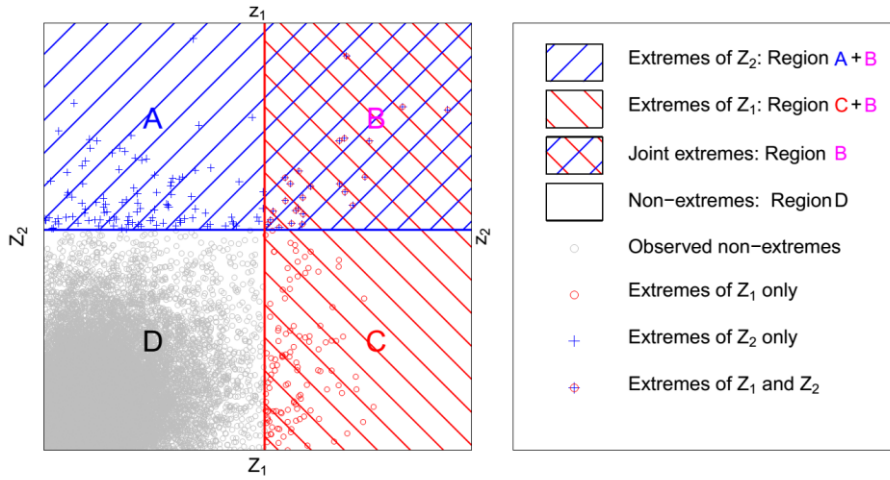 z₁
A
B
Z₂
z₂
D
C
Z₁
Extremes of Z₂: Region A + B
Extremes of Z₁: Region C + B
Joint extremes: Region B
Non−extremes: Region D
Observed non−extremes
Extremes of Z₁ only
Extremes of Z₂ only
Extremes of Z₁ and Z₂